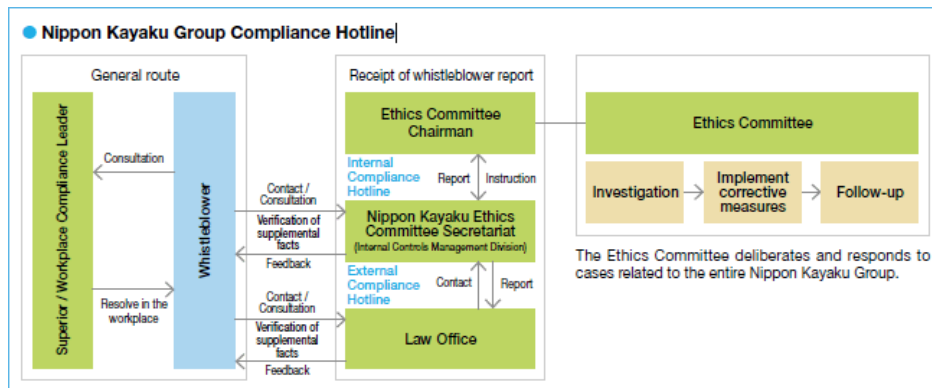 Nippon Kayaku Group Compliance Hotline
General route
Superior / Workplace Compliance Leader
Consultation
Resolve in the
workplace
Whistleblower
Contact /
Consultation
Verification of
supplemental
facts
Feedback
Contact /
Consultation
Verification of
supplemental
facts
Feedback
Receipt of whistleblower report
Ethics Committee
Chairman
Internal
Compliance
Hotline
Report
Instruction
Nippon Kayaku Ethics
Committee Secretariat
(Internal Controls Management Division)
External
Compliance
Hotline
Contact
Report
Law Office
Ethics Committee
Investigation
Implement
corrective
measures
Follow-up
The Ethics Committee deliberates and responds to
cases related to the entire Nippon Kayaku Group.